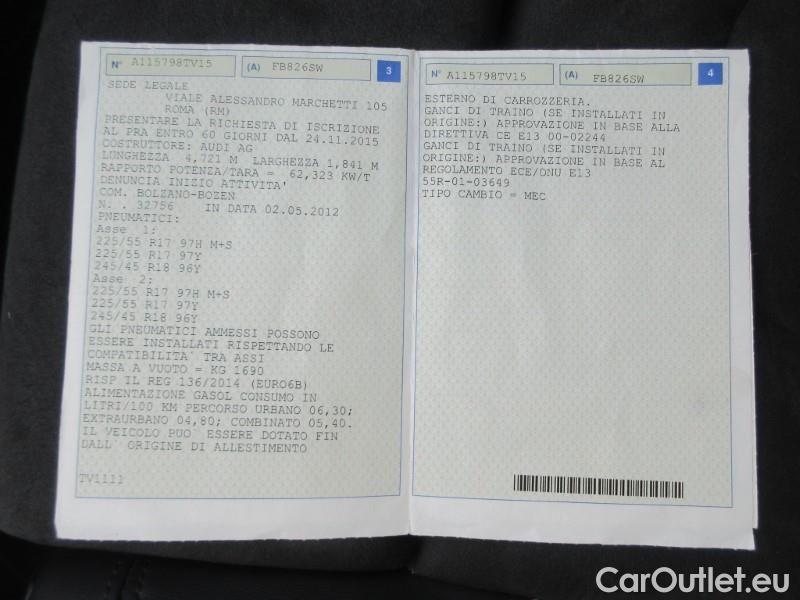 N° A115798TV15 (A) FB826SW 3
SEDE LEGALE
VIALE ALESSANDRO MARCHETTI 105
ROMA (RM)
PRESENTARE LA RICHIESTA DI ISCRIZIONE
AL PRA ENTRO 60 GIORNI DAL 24.11.2015
COSTRUTTORE: AUDI AG
LUNGHEZZA 4,721 M LARGHEZZA 1,841 M
RAPPORTO POTENZA/TARA = 62,323 KW/T
DENUNCIA INIZIO ATTIVITA'
COM. BOLZANO-BOZEN
N. . 32756 IN DATA 02.05.2012
PNEUMATICI:
Asse 1:
225/55 R17 97H M+S
225/55 R17 97Y
245/45 R18 96Y
Asse 2:
225/55 R17 97H M+S
225/55 R17 97Y
245/45 R18 96Y
GLI PNEUMATICI AMMESSI POSSONO
ESSERE INSTALLATI RISPETTANDO LE
COMPATIBILITA` TRA ASSI
MASSA A VUOTO = KG 1690
RISP IL REG 136/2014 (EURO6B)
ALIMENTAZIONE GASOL CONSUMO IN
LITRI/100 KM PERCORSO URBANO 06,30;
EXTRAURBANO 04,80; COMBINATO 05,40.
IL VEICOLO PUO` ESSERE DOTATO FIN
DALL` ORIGINE DI ALLESTIMENTO
TV1111
N° A115798TV15 (A) FB826SW 4
ESTERNO DI CARROZZERIA.
GANCI DI TRAINO (SE INSTALLATI IN
ORIGINE:) APPROVAZIONE IN BASE ALLA
DIRETTIVA CE E13 00-02244
GANCI DI TRAINO (SE INSTALLATI IN
ORIGINE:) APPROVAZIONE IN BASE AL
REGOLAMENTO ECE/ONU E13
55R-01-03649
TIPO CAMBIO = MEC
CarOutlet.eu